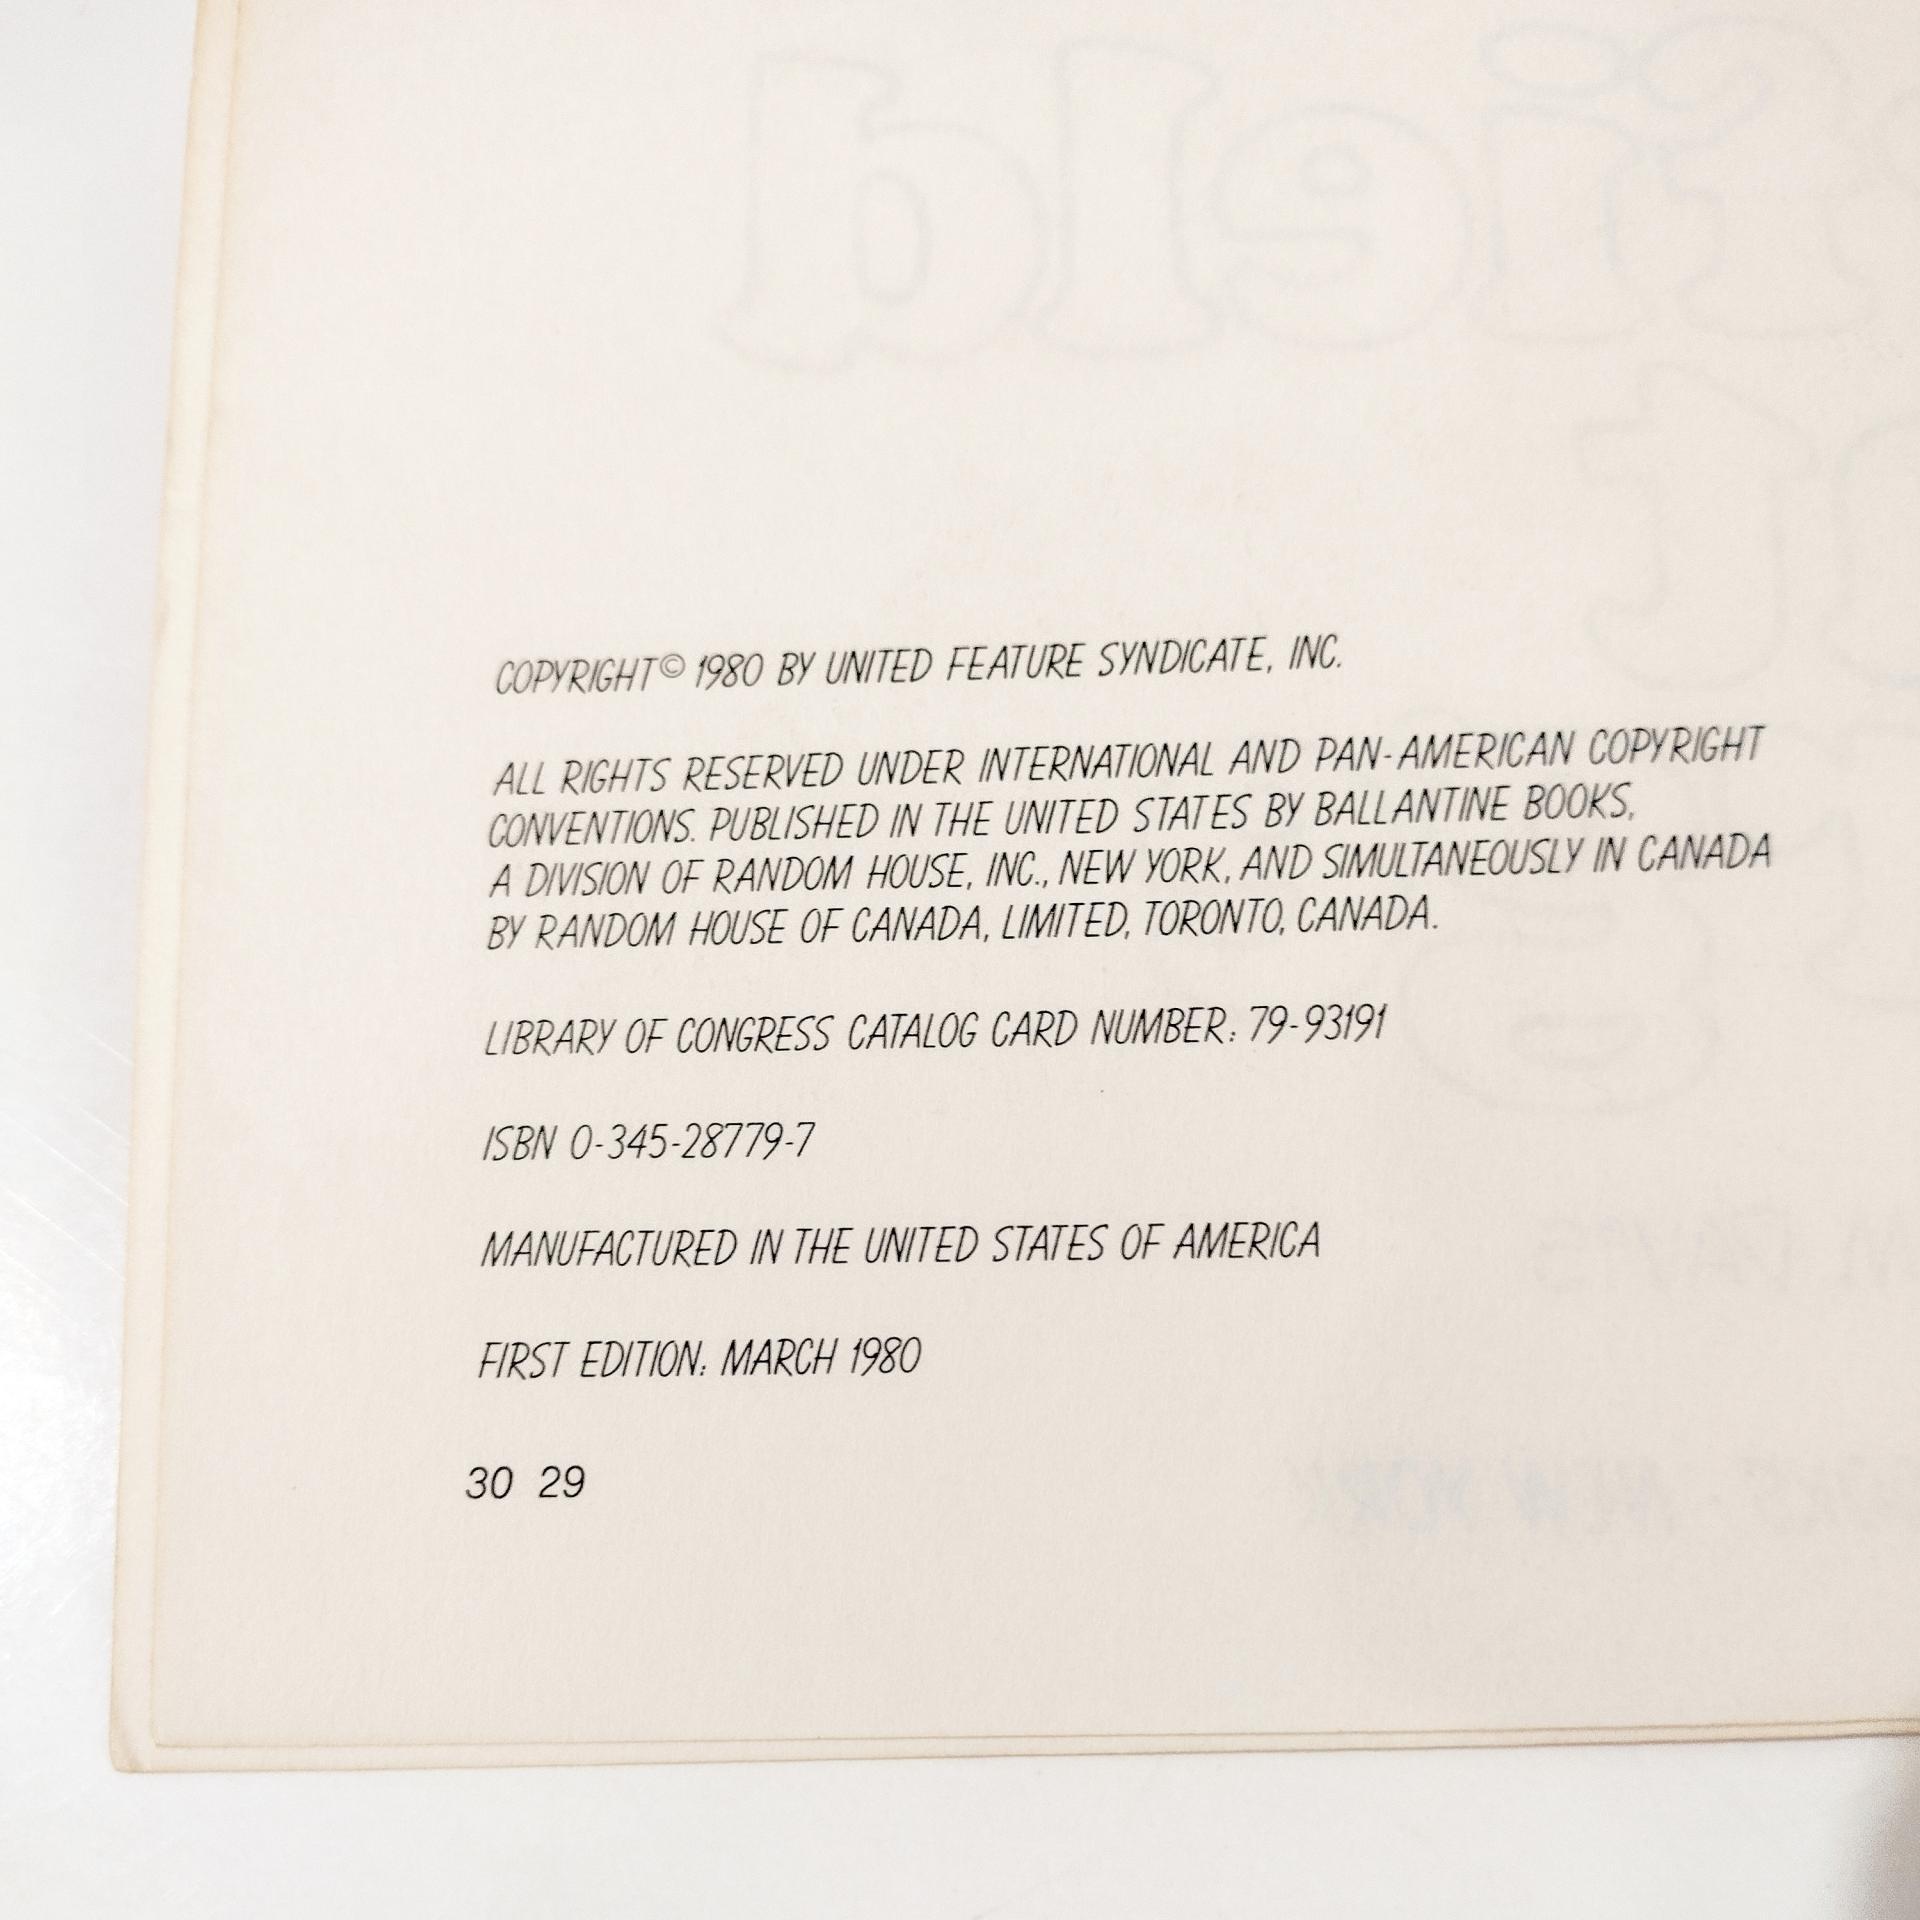 COPYRIGHT © 1980 BY UNITED FEATURE SYNDICATE, INC.
ALL RIGHTS RESERVED UNDER INTERNATIONAL AND PAN-AMERICAN COPYRIGHT
CONVENTIONS. PUBLISHED IN THE UNITED STATES BY BALLANTINE BOOKS,
A DIVISION OF RANDOM HOUSE, INC., NEW YORK, AND SIMULTANEOUSLY IN CANADA
BY RANDOM HOUSE OF CANADA, LIMITED, TORONTO, CANADA.
LIBRARY OF CONGRESS CATALOG CARD NUMBER: 79-93191
ISBN 0-345-28779-7
MANUFACTURED IN THE UNITED STATES OF AMERICA
FIRST EDITION: MARCH 1980
30 29